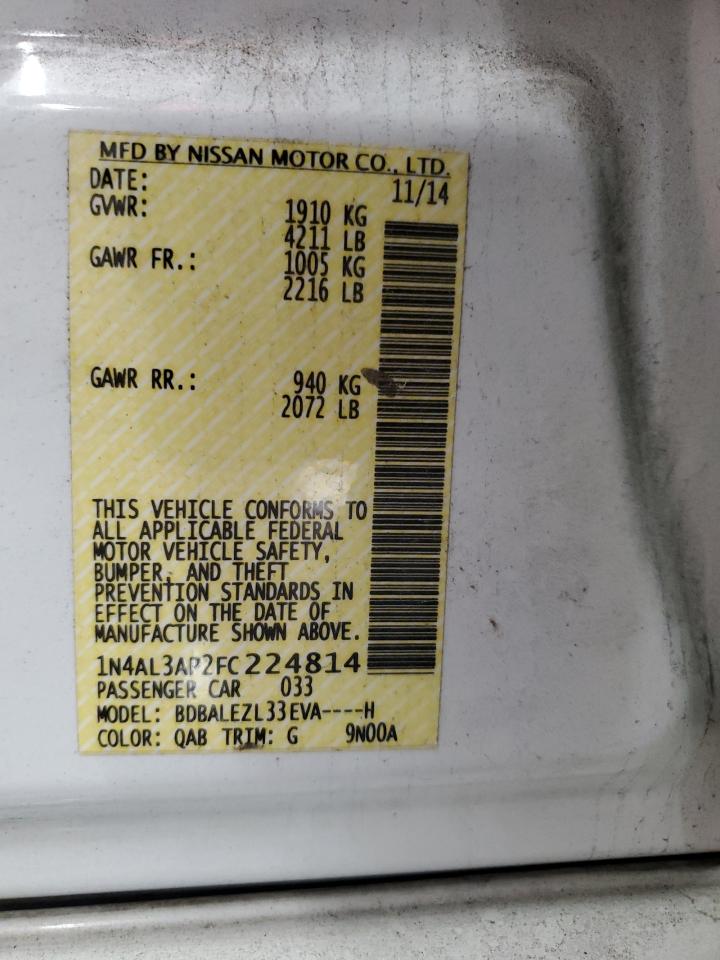 MFD BY NISSAN MOTOR CO., LTD.
DATE: 11/14
GVWR: 1910 KG
4211 LB
GAWR FR.: 1005 KG
2216 LB
GAWR RR.: 940 KG
2072 LB
THIS VEHICLE CONFORMS TO
ALL APPLICABLE FEDERAL
MOTOR VEHICLE SAFETY,
BUMPER, AND THEFT
PREVENTION STANDARDS IN
EFFECT ON THE DATE OF
MANUFACTURE SHOWN ABOVE.
1N4AL3AP2FC224814
PASSENGER CAR 033
MODEL: BDBALEZL33EVA----H
COLOR: QAB TRIM: G 9N00A